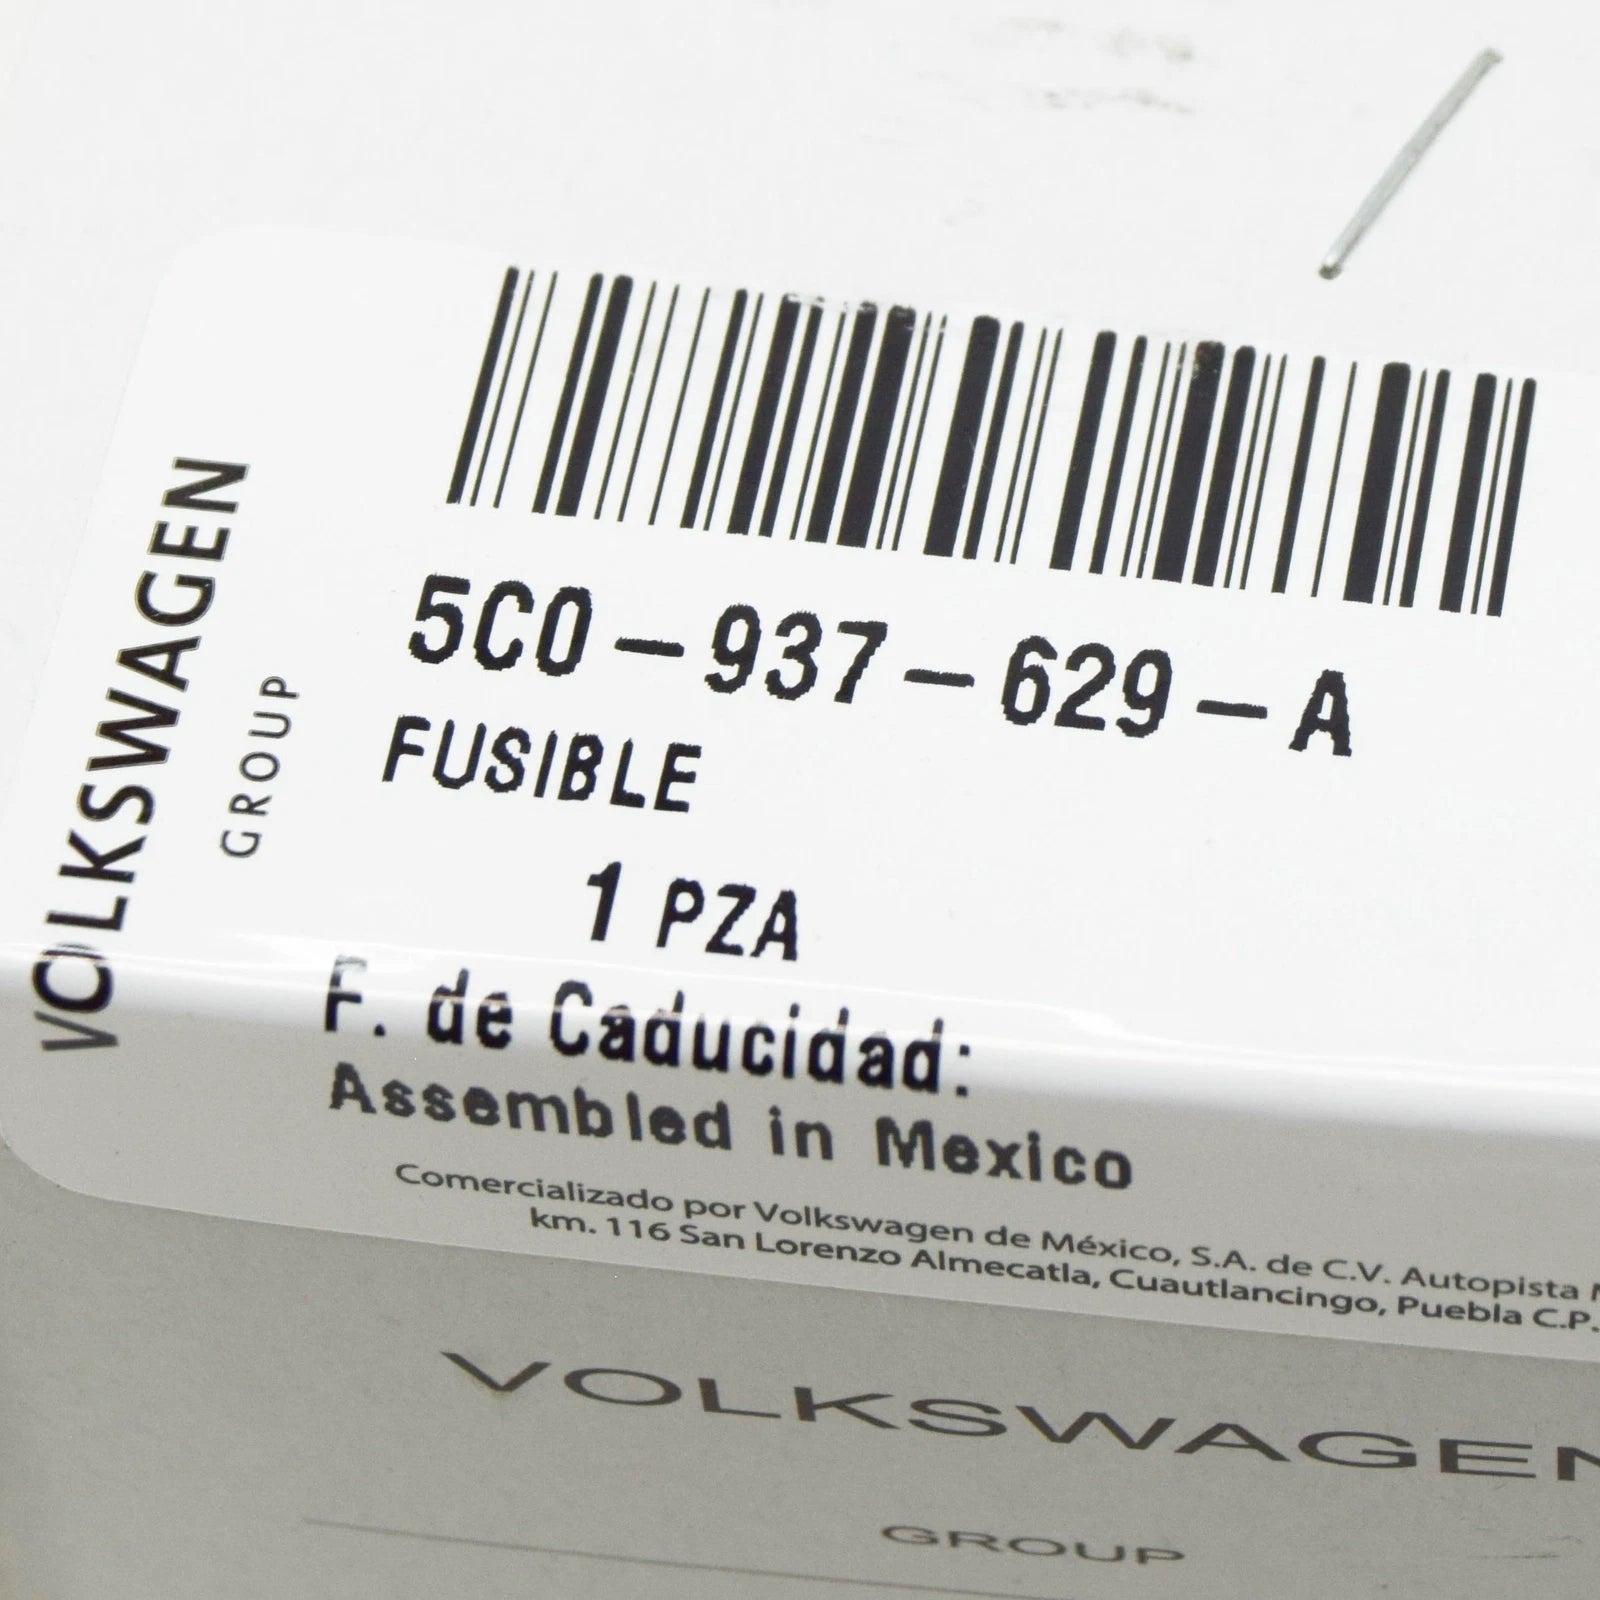 VOLKSWAGEN
GROUP
5C0-937-629-A
FUSIBLE
1 PZA
F. de Caducidad:
Assembled in Mexico
Comercializado por Volkswagen de México, S.A. de C.V. Autopista
km. 116 San Lorenzo Almecatla, Cuautlancingo, Puebla C.P.
VOLKSWAGEN
GROUP